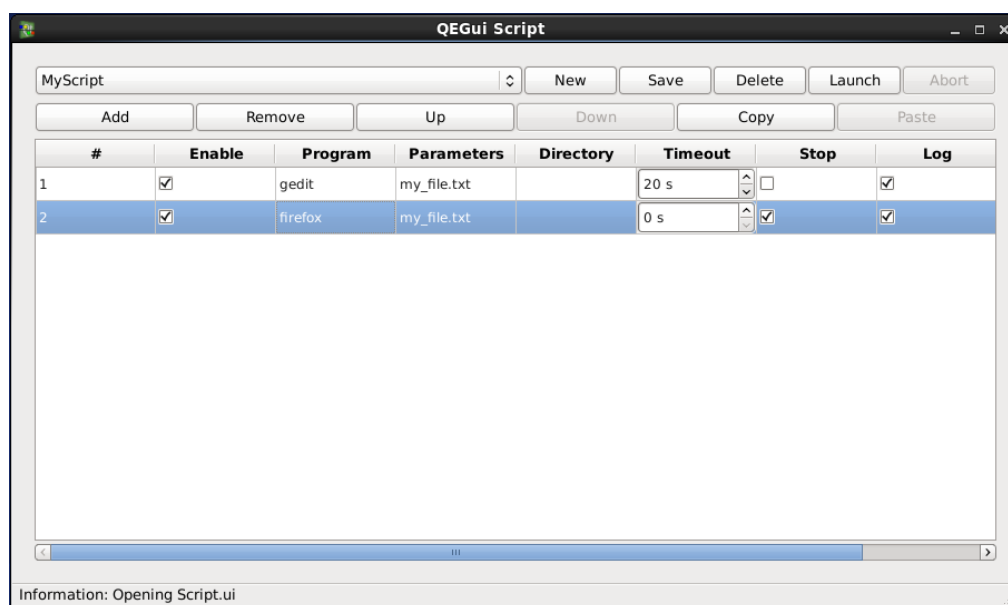 QEGui Script
MyScript New Save Delete Launch Abort
Add Remove Up Down Copy Paste
# Enable Program Parameters Directory Timeout Stop Log
1 gedit my_file.txt 20 s
2 firefox my_file.txt 0 s
Information: Opening Script.ui